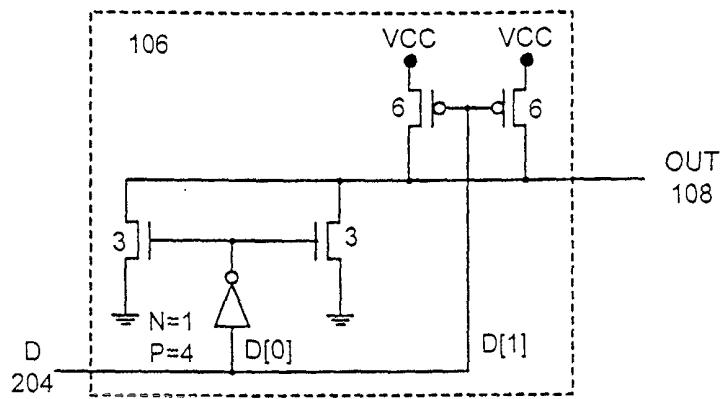 106
VCC VCC
6 6
OUT
108
3 3
N=1
P=4 D[0] D[1]
D
204